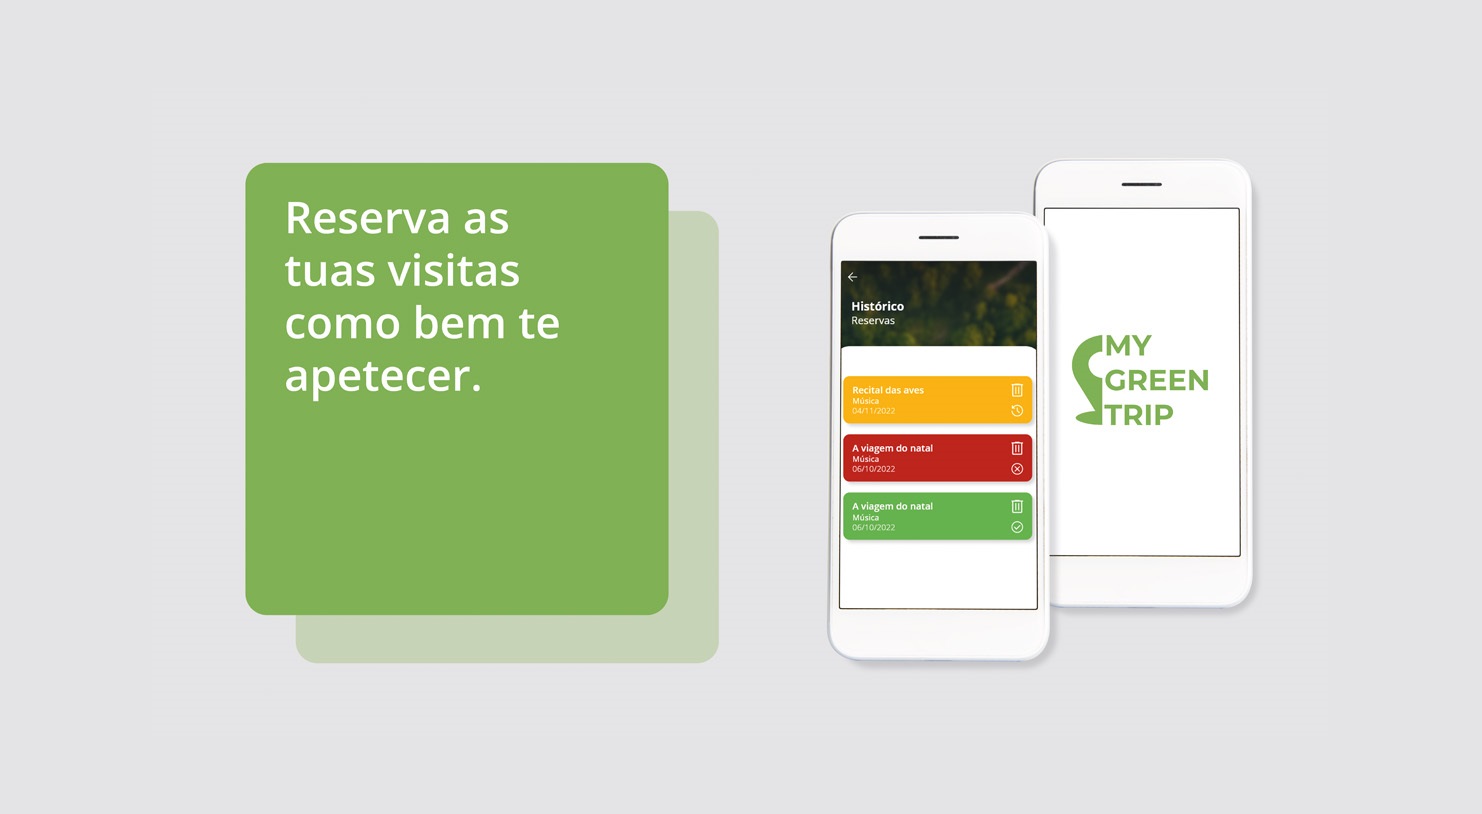 Reserva as
tuas visitas
como bem te
apetecer.
Histórico
Reservas
Recital das aves
Música
04/11/2022
A viagem do natal
Música
06/10/2022
A viagem do natal
Música
06/10/2022
MY
GREEN
TRIP